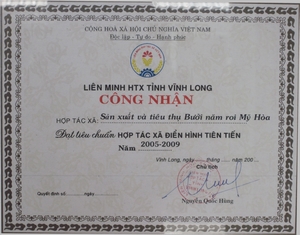 CỘNG HOÀ XÃ HỘI CHỦ NGHĨA VIỆT NAM
Độc lập - Tự do - Hạnh phúc
LIÊN MINH HTX TỈNH VĨNH LONG
CÔNG NHẬN
HỢP TÁC XÃ: Sản xuất và tiêu thụ Bưởi năm roi Mỹ Hòa
Đạt tiêu chuẩn: HỢP TÁC XÃ ĐIỂN HÌNH TIÊN TIẾN
Năm 2005-2009
Vĩnh Long, ngày ........ tháng ...... năm 200 ...
Chủ tịch
Quyết định số: ........ ngày ........
Nguyễn Quốc Hùng